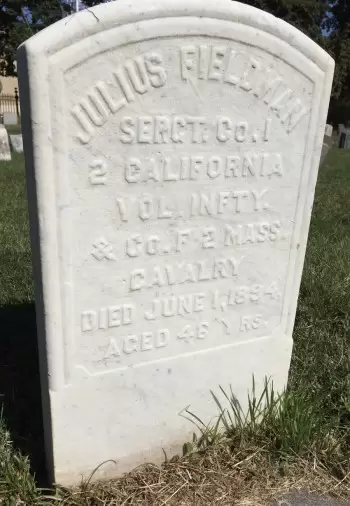 JULIUS FIELDMAN
SERGT. CO. I
2 CALIFORNIA
VOL. INFTY.
& CO. F 2 MASS.
CAVALRY
DIED JUNE 1, 1894,
AGED 46 YRS.